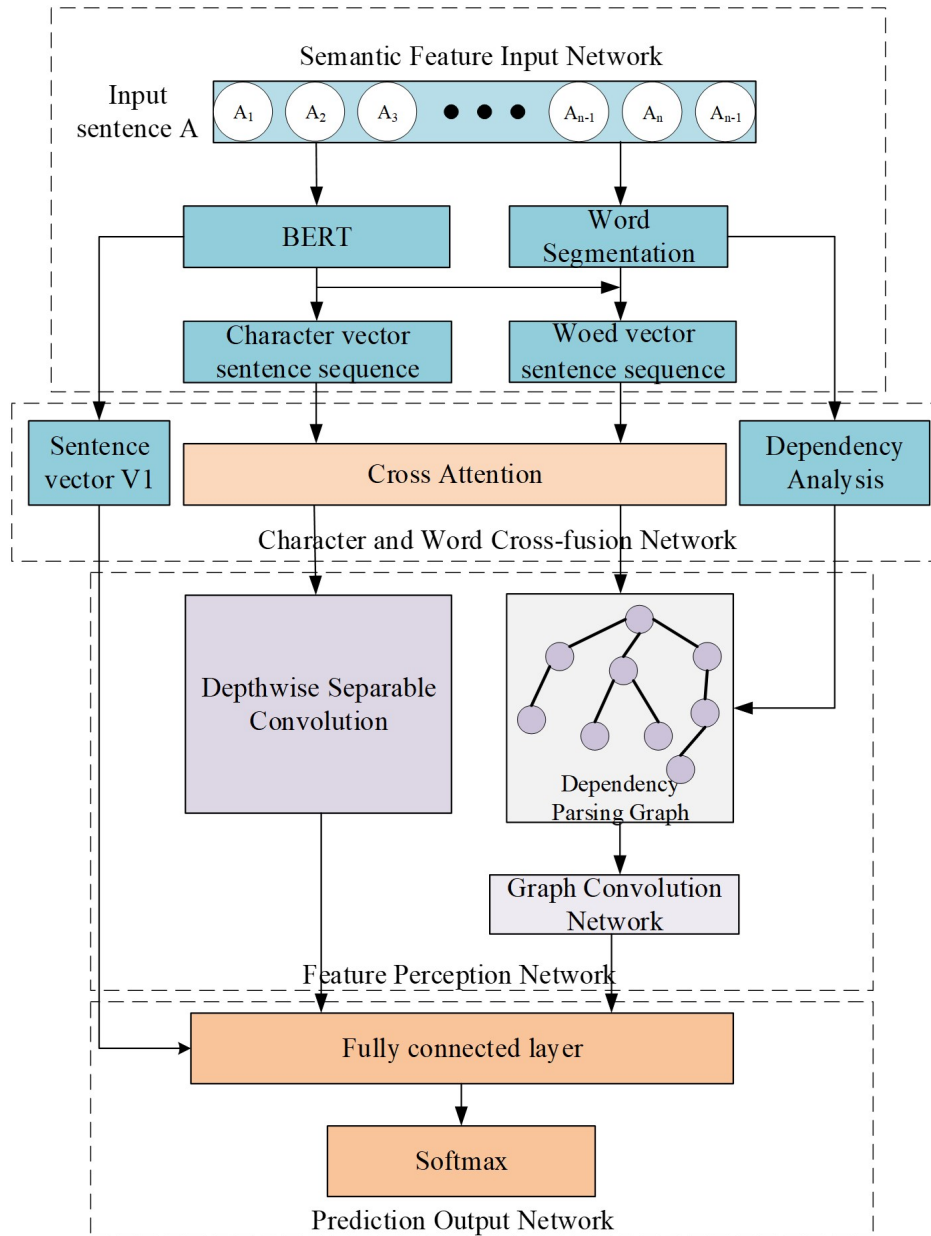 Semantic Feature Input Network
Input
sentence A
A1 A2 A3 ● ● ● An-1 An An-1
BERT
Word
Segmentation
Character vector
sentence sequence
Woed vector
sentence sequence
Sentence
vector V1
Cross Attention
Dependency
Analysis
Character and Word Cross-fusion Network
Depthwise Separable
Convolution
Dependency
Parsing Graph
Graph Convolution
Network
Feature Perception Network
Fully connected layer
Softmax
Prediction Output Network